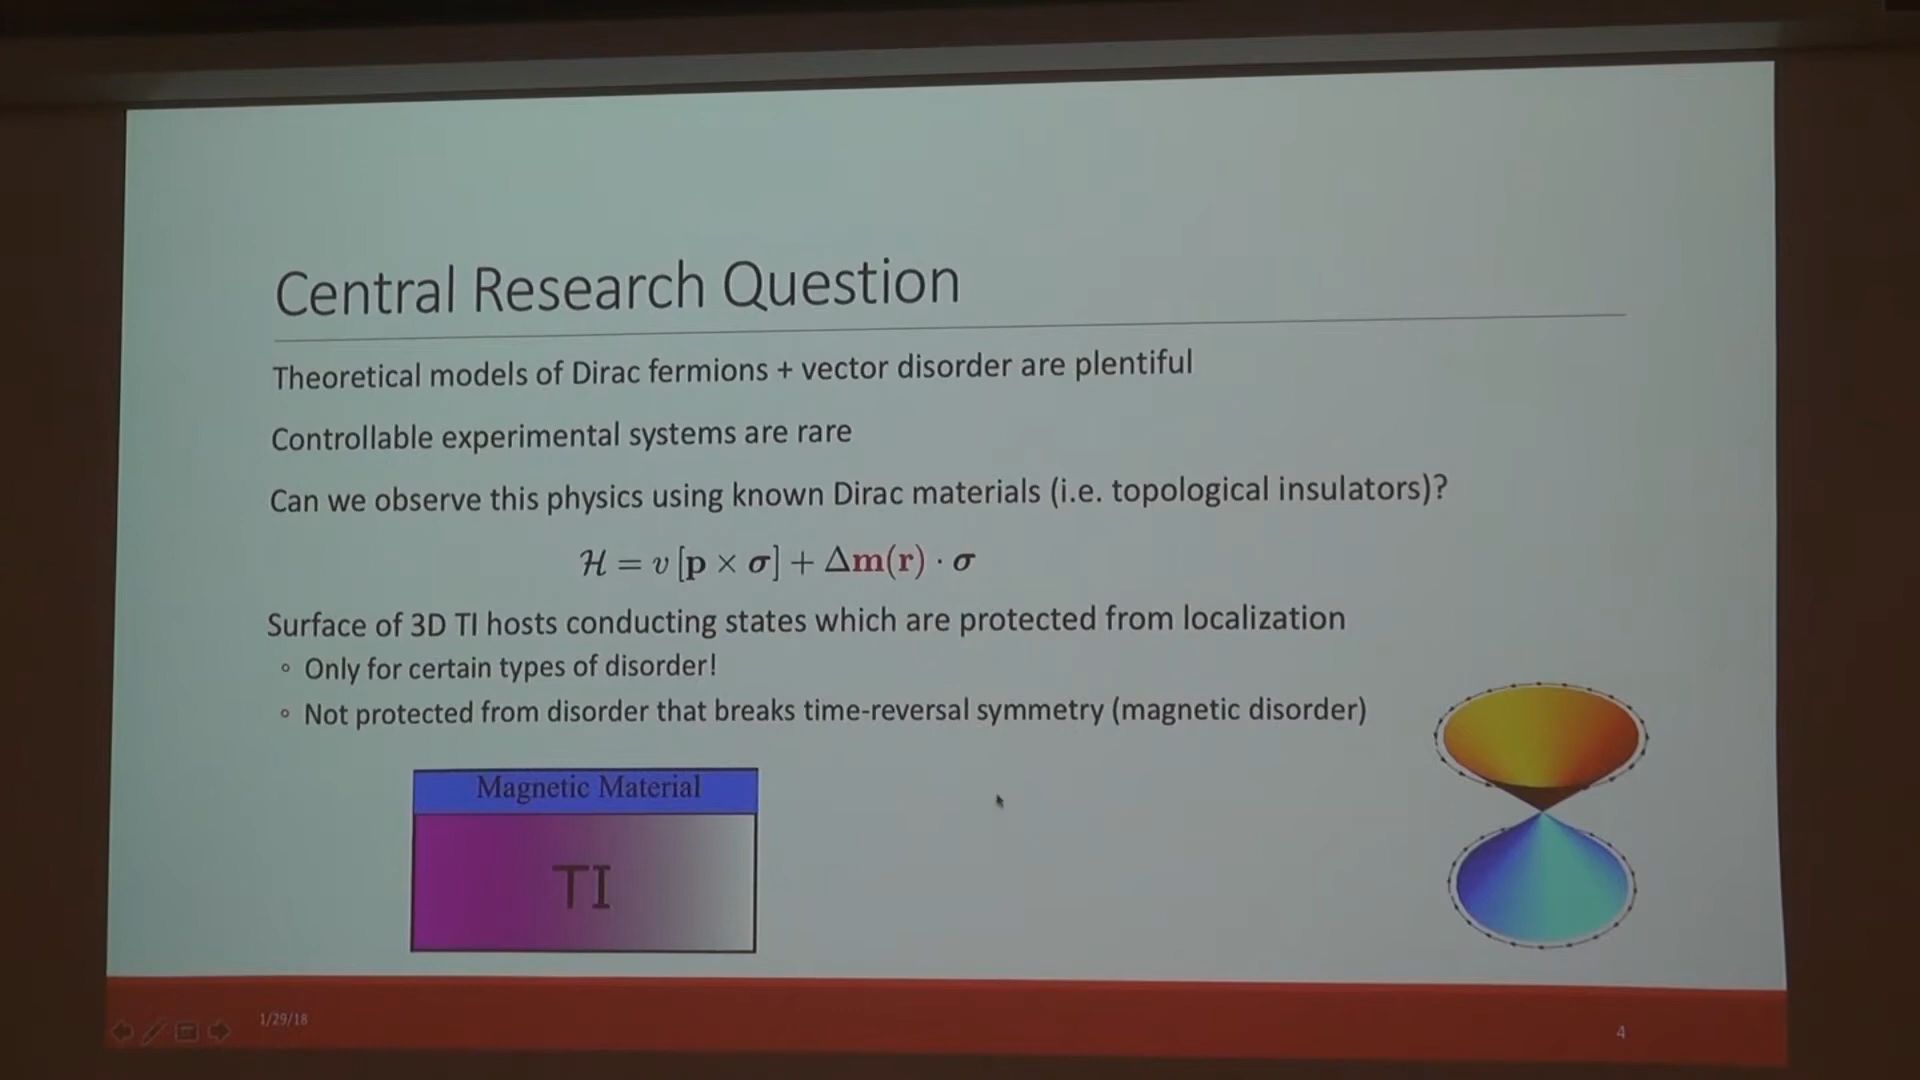 Central Research Question
Theoretical models of Dirac fermions + vector disorder are plentiful
Controllable experimental systems are rare
Can we observe this physics using known Dirac materials (i.e. topological insulators)?
ℋ = v [p × σ] + Δm(r) · σ
Surface of 3D TI hosts conducting states which are protected from localization
◦ Only for certain types of disorder!
◦ Not protected from disorder that breaks time-reversal symmetry (magnetic disorder)
Magnetic Material
TI
1/29/18
4